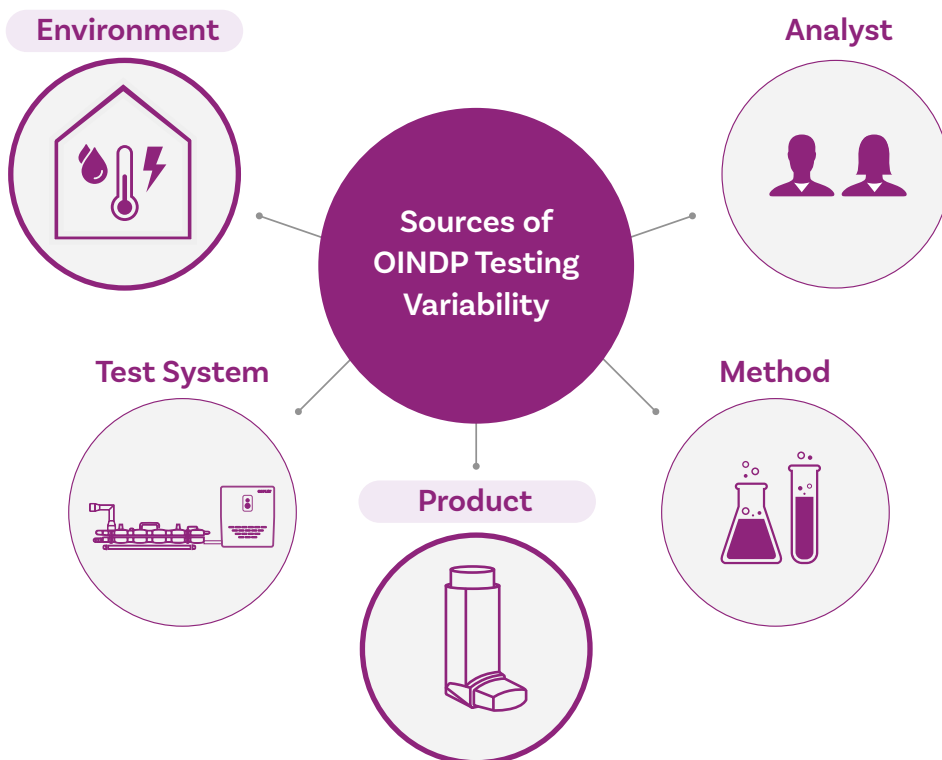 Environment
Analyst
Sources of
OINDP Testing
Variability
Test System
Method
Product